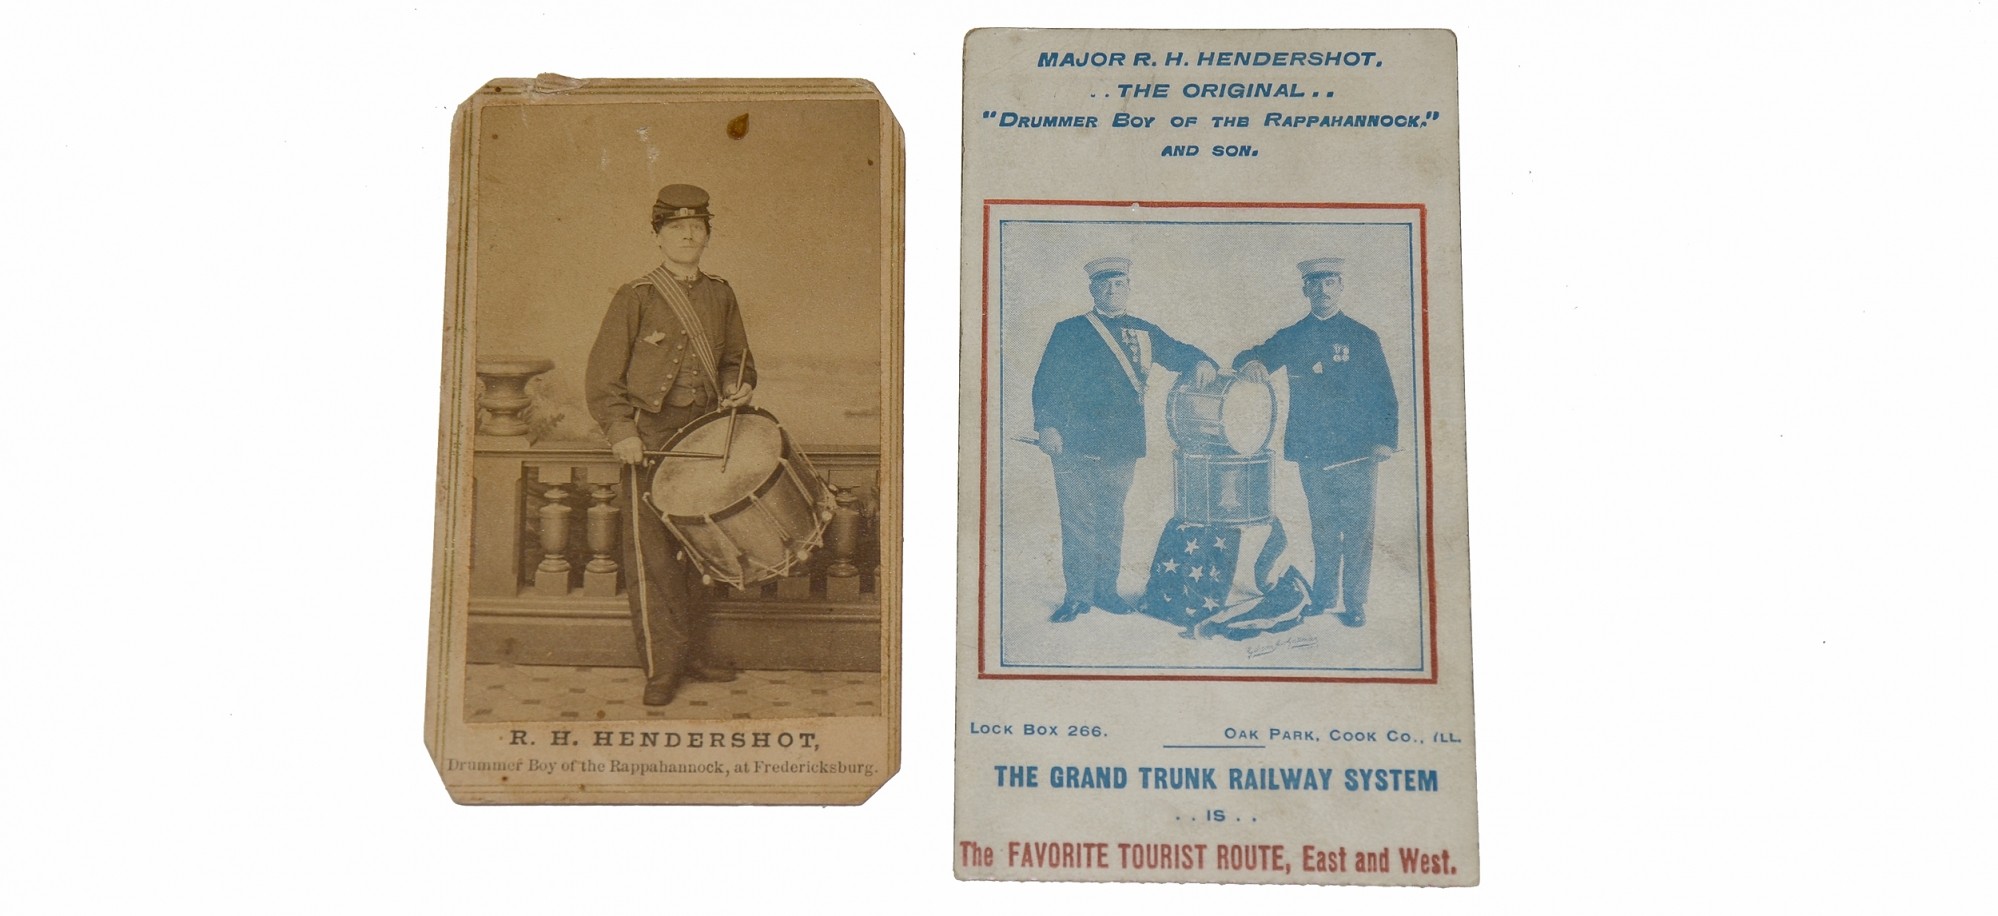 R. H. HENDERSHOT,
Drummer Boy of the Rappahannock, at Fredericksburg.
MAJOR R. H. HENDERSHOT.
..THE ORIGINAL..
"DRUMMER BOY OF THE RAPPAHANNOCK,"
AND SON.
LOCK BOX 266. OAK PARK, COOK CO., ILL.
THE GRAND TRUNK RAILWAY SYSTEM
..IS..
The FAVORITE TOURIST ROUTE, East and West.